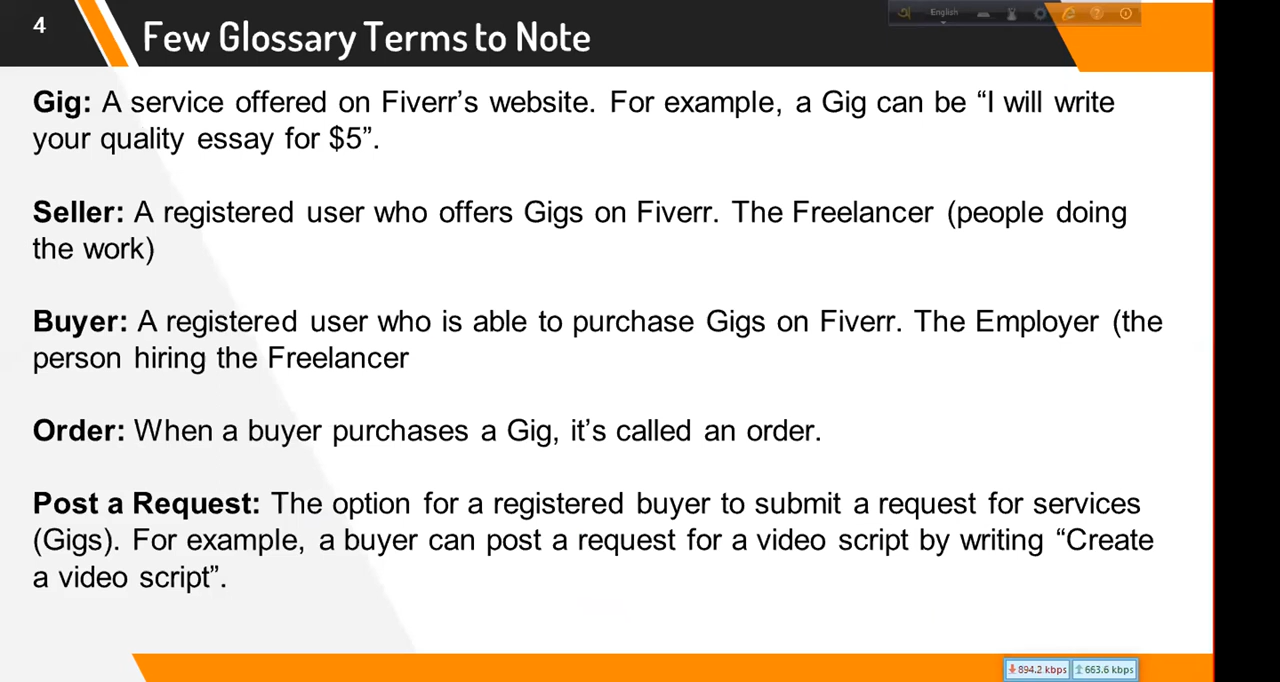 4
Few Glossary Terms to Note
English
Gig: A service offered on Fiverr’s website. For example, a Gig can be “I will write
your quality essay for $5”.
Seller: A registered user who offers Gigs on Fiverr. The Freelancer (people doing
the work)
Buyer: A registered user who is able to purchase Gigs on Fiverr. The Employer (the
person hiring the Freelancer
Order: When a buyer purchases a Gig, it’s called an order.
Post a Request: The option for a registered buyer to submit a request for services
(Gigs). For example, a buyer can post a request for a video script by writing “Create
a video script”.
894.2 kbps 663.6 kbps